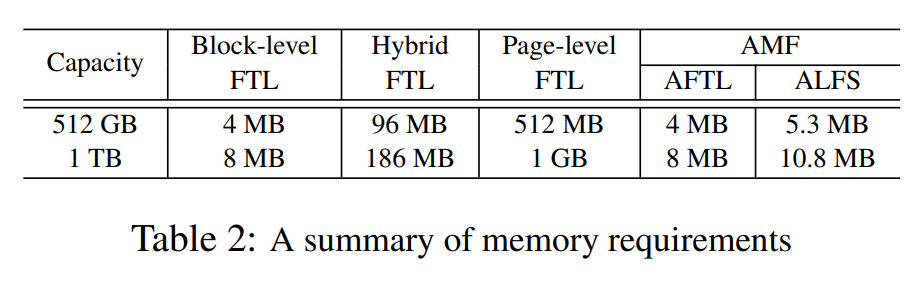 Capacity Block-level FTL Hybrid FTL Page-level FTL AMF
AFTL ALFS
512 GB 4 MB 96 MB 512 MB 4 MB 5.3 MB
1 TB 8 MB 186 MB 1 GB 8 MB 10.8 MB
Table 2: A summary of memory requirements